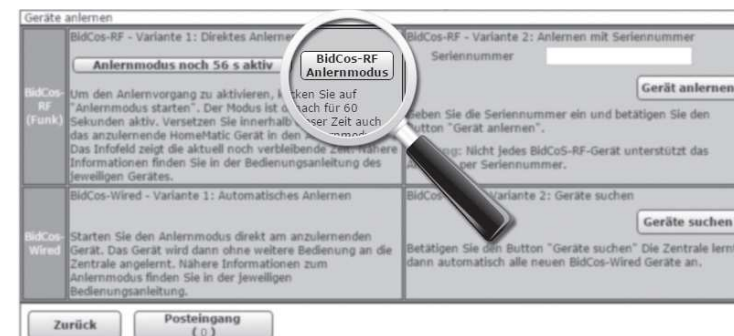 Geräte anlernen
BidCos-RF (Funk)
BidCos-RF - Variante 1: Direktes Anlernen
Anlernmodus noch 56 s aktiv
BidCos-RF
Anlernmodus
Um den Anlernvorgang zu aktivieren, klicken Sie auf
"Anlernmodus starten". Der Modus ist danach für 60
Sekunden aktiv. Versetzen Sie innerhalb dieser Zeit auch
das anzulernende HomeMatic Gerät in den
Das Infofeld zeigt die aktuell noch verbleibende Zeit. Nähere
Informationen finden Sie in der Bedienungsanleitung des
jeweiligen Gerätes.
BidCos-RF - Variante 2: Anlernen mit Seriennummer
Seriennummer
Gerät anlernen
Geben Sie die Seriennummer ein und betätigen Sie den
Button "Gerät anlernen".
Nicht jedes BidCoS-RF-Gerät unterstützt das
per Seriennummer.
BidCos-Wired
BidCos-Wired - Variante 1: Automatisches Anlernen
Starten Sie den Anlernmodus direkt am anzulernenden
Gerät. Das Gerät wird dann ohne weitere Bedienung an die
Zentrale angelernt. Nähere Informationen zum
Anlernmodus finden Sie in der jeweiligen
Bedienungsanleitung.
Variante 2: Geräte suchen
Geräte suchen
Betätigen Sie den Button "Geräte suchen" Die Zentrale lernt
dann automatisch alle neuen BidCos-Wired Geräte an.
Zurück
Posteingang
( 0 )